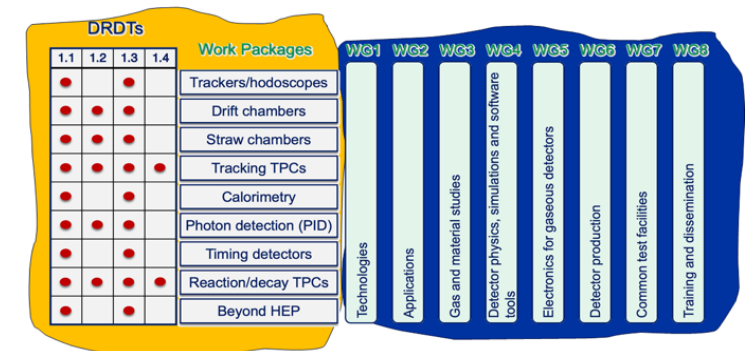 DRDTs
1.1 1.2 1.3 1.4
Work Packages
Trackers/hodoscopes
Drift chambers
Straw chambers
Tracking TPCs
Calorimetry
Photon detection (PID)
Timing detectors
Reaction/decay TPCs
Beyond HEP
WG1 WG2 WG3 WG4 WG5 WG6 WG7 WG8
Technologies
Applications
Gas and material studies
Detector physics, simulations and software
tools
Electronics for gaseous detectors
Detector production
Common test facilities
Training and dissemination